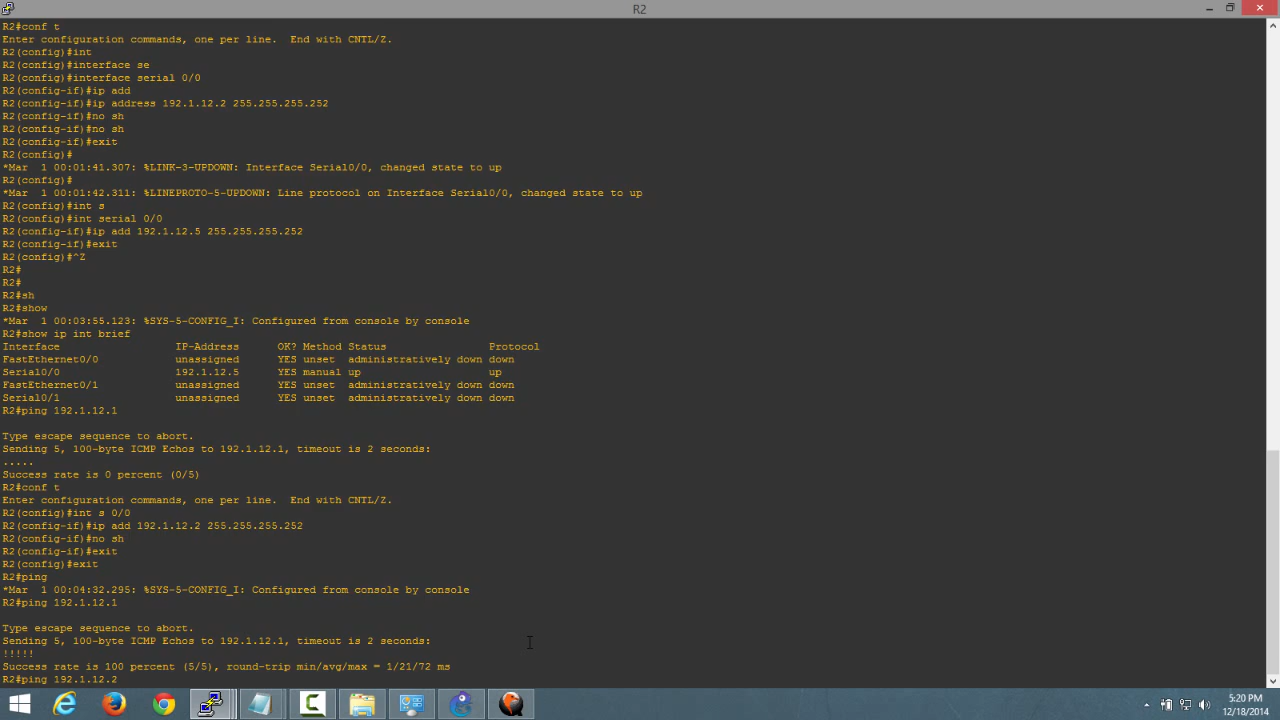 R2
R2#conf t
Enter configuration commands, one per line.  End with CNTL/Z.
R2(config)#int
R2(config)#interface se
R2(config)#interface serial 0/0
R2(config-if)#ip add
R2(config-if)#ip address 192.1.12.2 255.255.255.252
R2(config-if)#no sh
R2(config-if)#no sh
R2(config-if)#exit
R2(config)#
*Mar  1 00:01:41.307: %LINK-3-UPDOWN: Interface Serial0/0, changed state to up
R2(config)#
*Mar  1 00:01:42.311: %LINEPROTO-5-UPDOWN: Line protocol on Interface Serial0/0, changed state to up
R2(config)#int s
R2(config)#int serial 0/0
R2(config-if)#ip add 192.1.12.5 255.255.255.252
R2(config-if)#exit
R2(config)#^Z
R2#
R2#
R2#sh
R2#show
*Mar  1 00:03:55.123: %SYS-5-CONFIG_I: Configured from console by console
R2#show ip int brief
Interface                  IP-Address      OK? Method Status                Protocol
FastEthernet0/0            unassigned      YES unset  administratively down down
Serial0/0                  192.1.12.5      YES manual up                    up
FastEthernet0/1            unassigned      YES unset  administratively down down
Serial0/1                  unassigned      YES unset  administratively down down
R2#ping 192.1.12.1
Type escape sequence to abort.
Sending 5, 100-byte ICMP Echos to 192.1.12.1, timeout is 2 seconds:
.....
Success rate is 0 percent (0/5)
R2#conf t
Enter configuration commands, one per line.  End with CNTL/Z.
R2(config)#int s 0/0
R2(config-if)#ip add 192.1.12.2 255.255.255.252
R2(config-if)#no sh
R2(config-if)#exit
R2(config)#exit
R2#ping
*Mar  1 00:04:32.295: %SYS-5-CONFIG_I: Configured from console by console
R2#ping 192.1.12.1
Type escape sequence to abort.
Sending 5, 100-byte ICMP Echos to 192.1.12.1, timeout is 2 seconds:
!!!!!
Success rate is 100 percent (5/5), round-trip min/avg/max = 1/21/72 ms
R2#ping 192.1.12.2
5:20 PM
12/18/2014